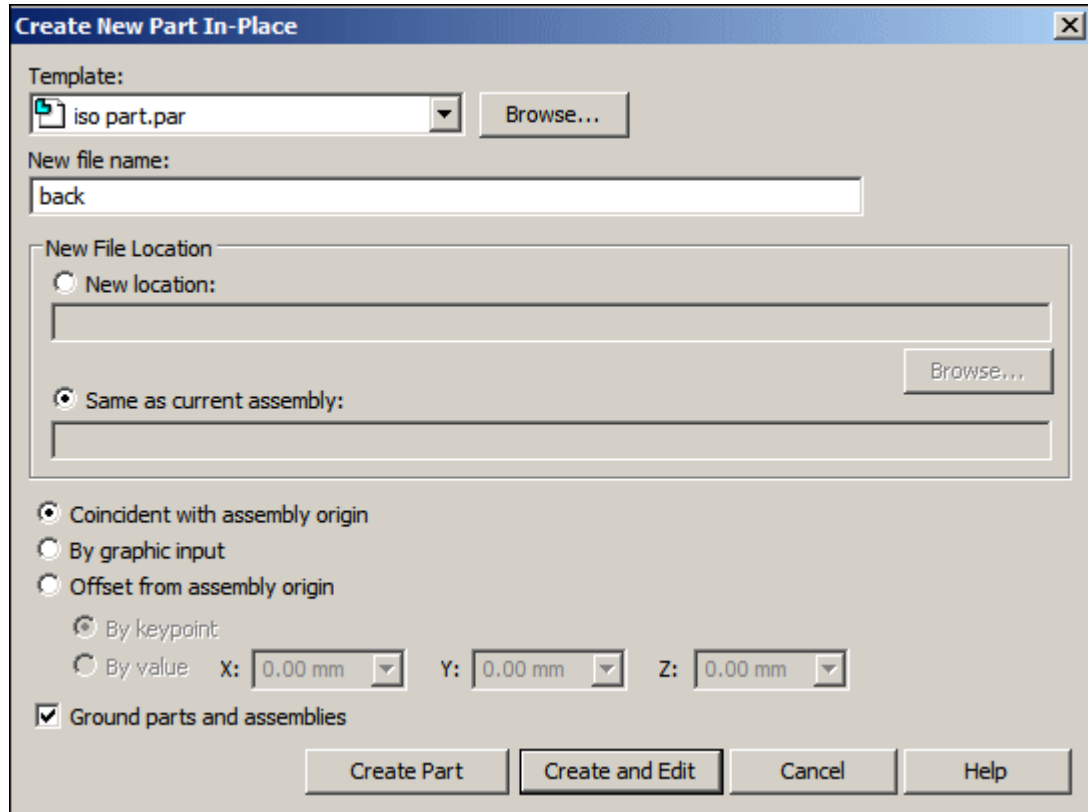 Create New Part In-Place
Template:
iso part.par
Browse...
New file name:
back
New File Location
New location:
Browse...
Same as current assembly:
Coincident with assembly origin
By graphic input
Offset from assembly origin
By keypoint
By value X: 0.00 mm Y: 0.00 mm Z: 0.00 mm
Ground parts and assemblies
Create Part Create and Edit Cancel Help